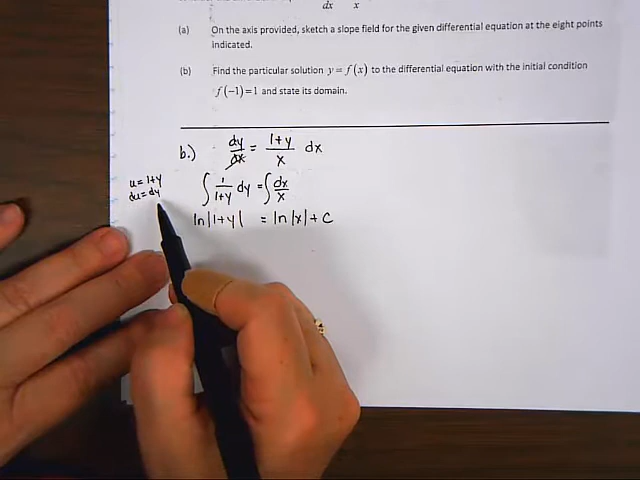 dx x
(a) On the axis provided, sketch a slope field for the given differential equation at the eight points
indicated.
(b) Find the particular solution y = f(x) to the differential equation with the initial condition
f(−1) = 1 and state its domain.
b.) dy/dx = 1+y/x dx
u = 1+y
du = dy
∫ 1/1+y dy = ∫ dx/x
ln|1+y| = ln|x| + C